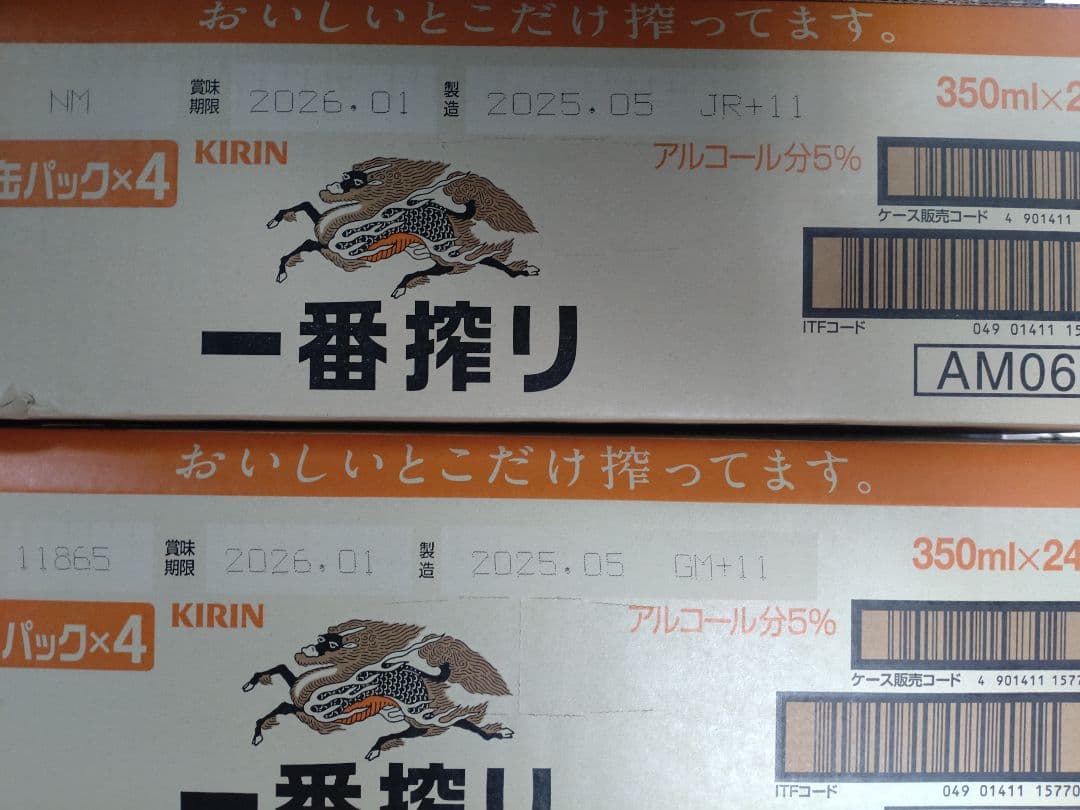 おいしいとこだけ搾ってます。
NM 賞味期限 2026.01 製造 2025.05 JR+11 350ml×2
缶パック×4 KIRIN アルコール分5%
ケース販売コード 4 901411
一番搾り
ITFコード 049 01411 15
AM06
おいしいとこだけ搾ってます。
11865 賞味期限 2026.01 製造 2025.05 GM+11 350ml×24
パック×4 KIRIN アルコール分5%
ケース販売コード 4 901411 1577
一番搾り
ITFコード 049 01411 15770